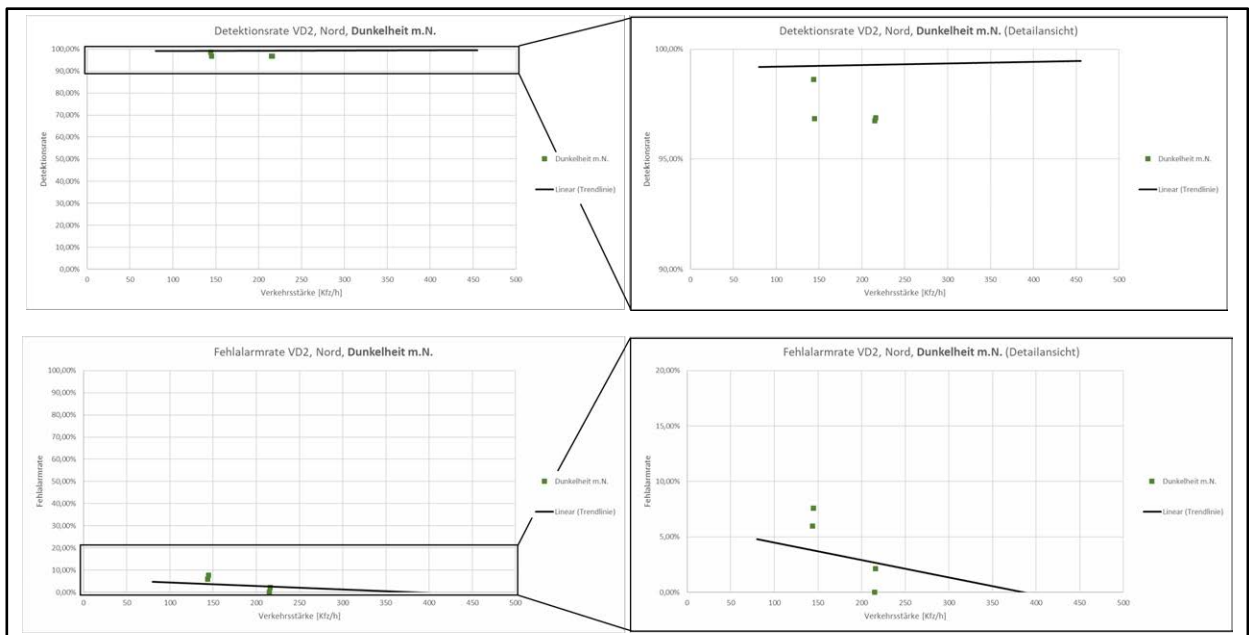 Detektionsrate VD2, Nord, Dunkelheit m.N.
100,00%
90,00%
80,00%
70,00%
60,00%
50,00%
40,00%
30,00%
20,00%
10,00%
0,00%
Detektionsrate
0 50 100 150 200 250 300 350 400 450 500
Verkehrsstärke [Kfz/h]
Dunkelheit m.N.
Linear (Trendlinie)
Detektionsrate VD2, Nord, Dunkelheit m.N. (Detailansicht)
100,00%
95,00%
90,00%
Detektionsrate
0 50 100 150 200 250 300 350 400 450 500
Verkehrsstärke [Kfz/h]
Dunkelheit m.N.
Linear (Trendlinie)
Fehlalarmrate VD2, Nord, Dunkelheit m.N.
100,00%
90,00%
80,00%
70,00%
60,00%
50,00%
40,00%
30,00%
20,00%
10,00%
0,00%
Fehlalarmrate
0 50 100 150 200 250 300 350 400 450 500
Verkehrsstärke [Kfz/h]
Dunkelheit m.N.
Linear (Trendlinie)
Fehlalarmrate VD2, Nord, Dunkelheit m.N. (Detailansicht)
20,00%
15,00%
10,00%
5,00%
0,00%
Fehlalarmrate
0 50 100 150 200 250 300 350 400 450 500
Verkehrsstärke [Kfz/h]
Dunkelheit m.N.
Linear (Trendlinie)